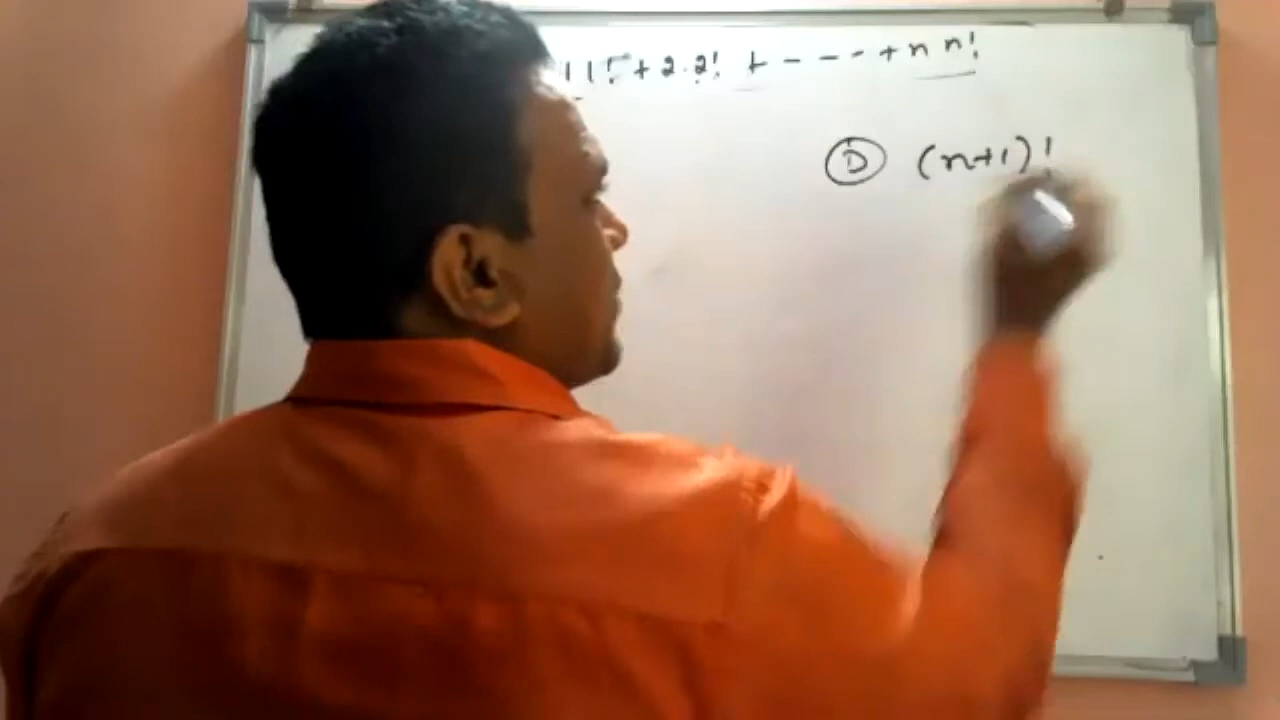 1 1! + 2.2! + ---- + n n!
D (n+1)!